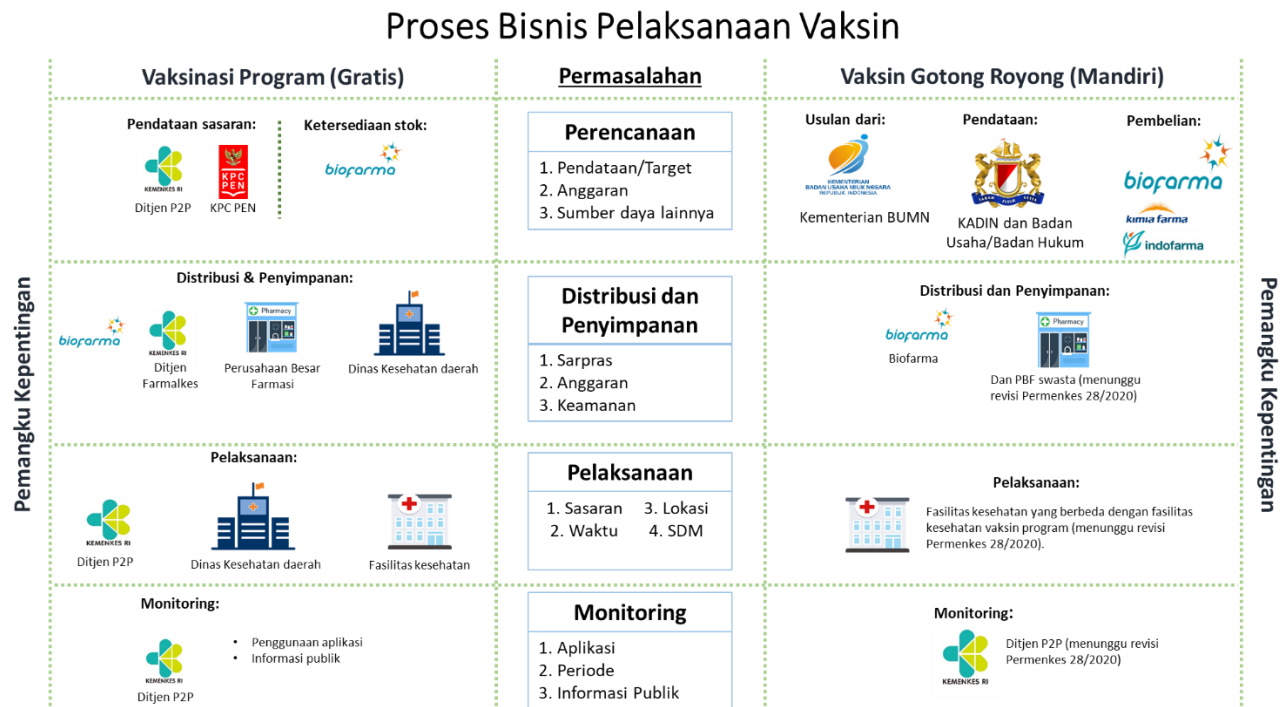 Proses Bisnis Pelaksanaan Vaksin
Vaksinasi Program (Gratis)
Permasalahan
Vaksin Gotong Royong (Mandiri)
Pemangku Kepentingan
Pendataan sasaran:
KEMENKES RI
Ditjen P2P
KPC
PEN
KPC PEN
Ketersediaan stok:
biofarma
Perencanaan
1. Pendataan/Target
2. Anggaran
3. Sumber daya lainnya
Usulan dari:
KEMENTERIAN
BADAN USAHA MILIK NEGARA
REPUBLIK INDONESIA
Kementerian BUMN
Pendataan:
KADIN dan Badan
Usaha/Badan Hukum
Pembelian:
biofarma
kimia farma
indofarma
Distribusi & Penyimpanan:
biofarma
KEMENKES RI
Ditjen
Farmalkes
Pharmacy
Perusahaan Besar
Farmasi
Dinas Kesehatan daerah
Distribusi dan
Penyimpanan
1. Sarpras
2. Anggaran
3. Keamanan
Distribusi dan Penyimpanan:
biofarma
Biofarma
Pharmacy
Dan PBF swasta (menunggu
revisi Permenkes 28/2020)
Pelaksanaan:
KEMENKES RI
Ditjen P2P
Dinas Kesehatan daerah
Fasilitas kesehatan
Pelaksanaan
1. Sasaran 3. Lokasi
2. Waktu 4. SDM
Pelaksanaan:
Fasilitas kesehatan yang berbeda dengan fasilitas
kesehatan vaksin program (menunggu revisi
Permenkes 28/2020).
Monitoring:
KEMENKES RI
Ditjen P2P
• Penggunaan aplikasi
• Informasi publik
Monitoring
1. Aplikasi
2. Periode
3. Informasi Publik
Monitoring:
KEMENKES RI
Ditjen P2P (menunggu revisi
Permenkes 28/2020)
Pemangku Kepentingan